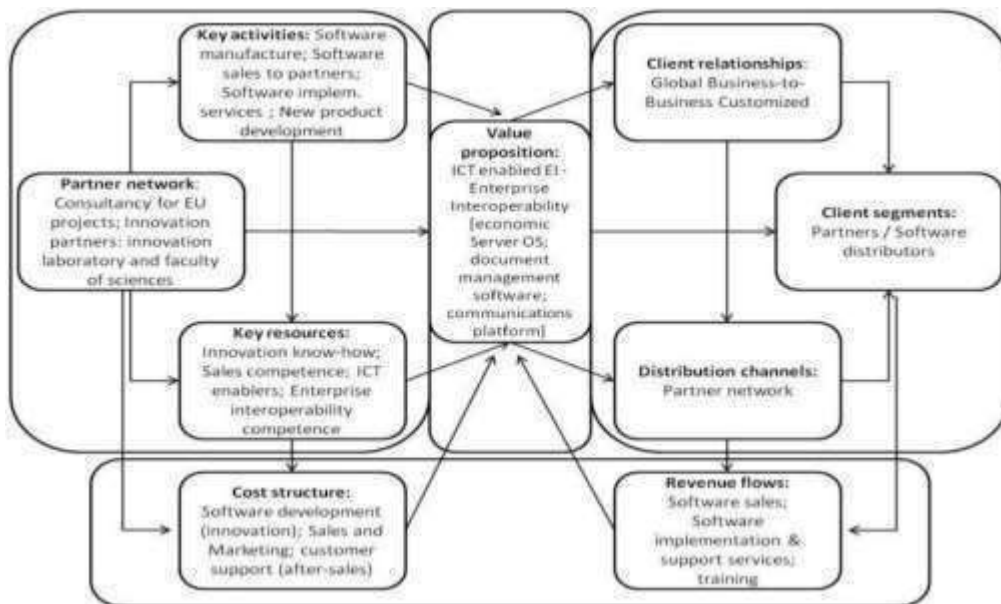 Key activities: Software
manufacture; Software
sales to partners;
Software implem.
services ; New product
development
Partner network:
Consultancy for EU
projects; Innovation
partners: innovation
laboratory and faculty
of sciences
Key resources:
Innovation know-how;
Sales competence; ICT
enablers; Enterprise
interoperability
competence
Cost structure:
Software development
(innovation); Sales and
Marketing; customer
support (after-sales)
Value
proposition:
ICT enabled EI -
Enterprise
Interoperability
[economic
Server OS;
document
management
software;
communications
platform]
Client relationships:
Global Business-to-
Business Customized
Client segments:
Partners / Software
distributors
Distribution channels:
Partner network
Revenue flows:
Software sales;
Software
implementation &
support services;
training